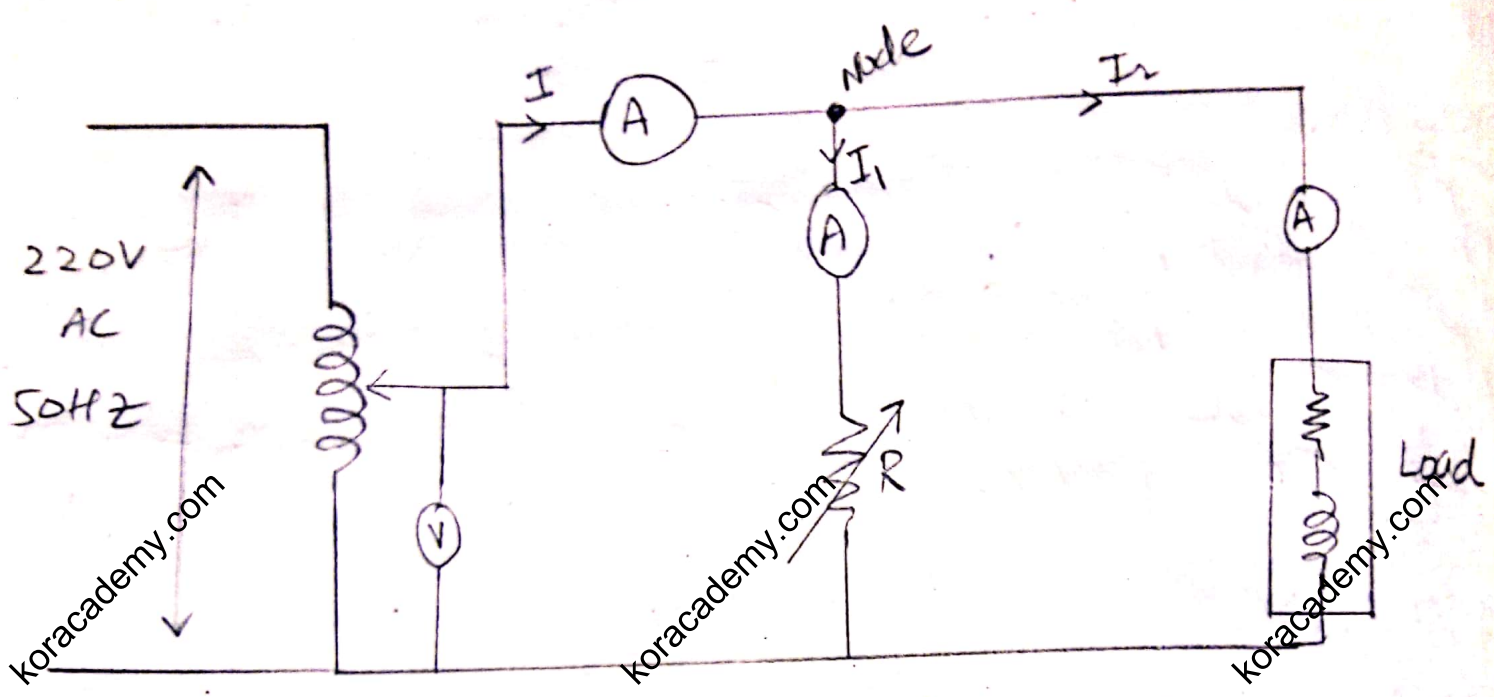 Node
I
I₂
A
I₁
A
A
220V
AC
50HZ
V
R
Load
koracademy.com
koracademy.com
koracademy.com